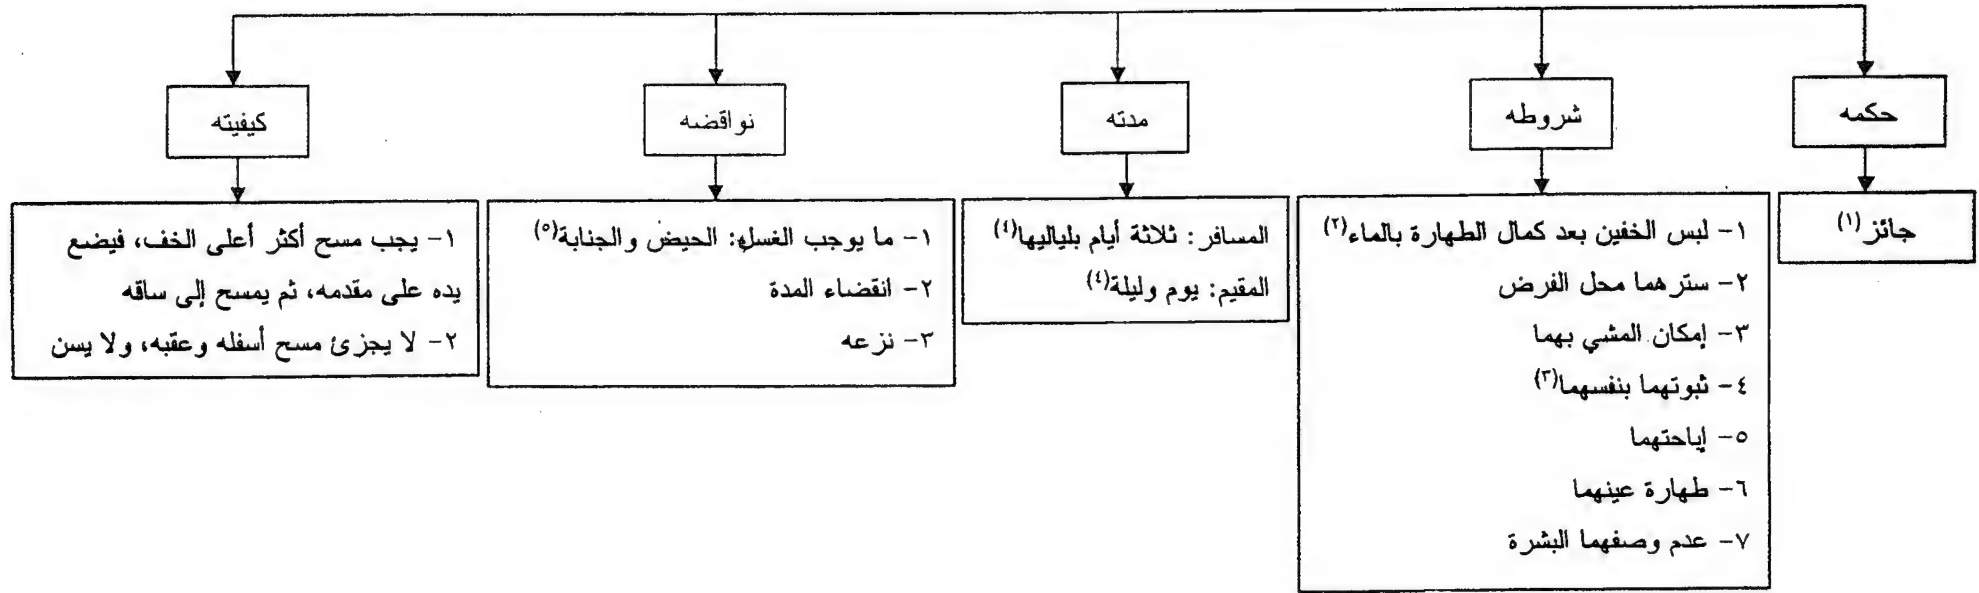 حكمه
شروطه
مدته
نواقضه
كيفيته
جائز(١)
١- لبس الخفين بعد كمال الطهارة بالماء(٢)
٢- سترهما محل الفرض
٣- إمكان المشي بهما
٤- ثبوتهما بنفسهما(٣)
٥- إباحتهما
٦- طهارة عينهما
٧- عدم وصفهما البشرة
المسافر: ثلاثة أيام بلياليها(٤)
المقيم: يوم وليلة(٤)
١- ما يوجب الغسل: الحيض والجنابة(٥)
٢- انقضاء المدة
٣- نزعه
١- يجب مسح أكثر أعلى الخف، فيضع
يده على مقدمه، ثم يمسح إلى ساقه
٢- لا يجزئ مسح أسفله وعقبه، ولا يسن